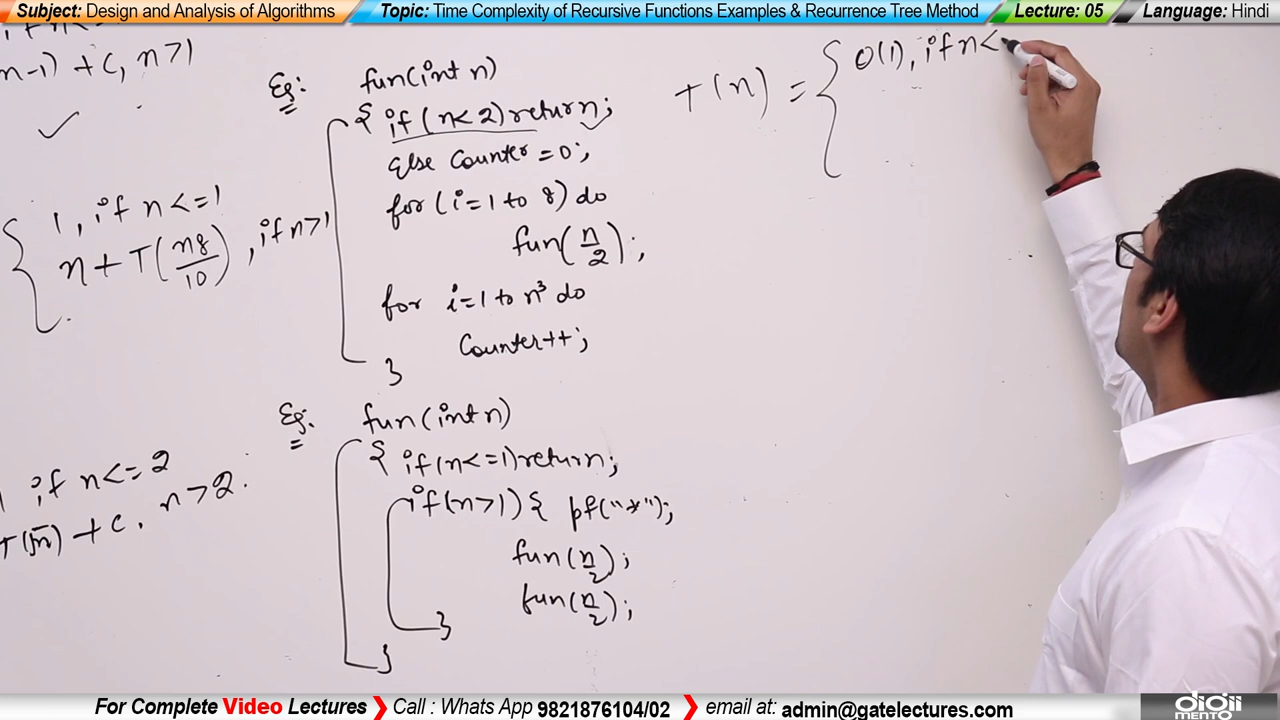 Subject: Design and Analysis of Algorithms
Topic: Time Complexity of Recursive Functions Examples & Recurrence Tree Method
Lecture: 05
Language: Hindi
n-1) + C, n>1
{ 1, if n<=1
n + T(n8/10), if n>1
if n<=2
T(√n) + C, n>2.
Eg: fun(int n)
{ if (n<2) return n;
else Counter = 0;
for (i=1 to 8) do
fun(n/2);
for i=1 to n³ do
Counter++;
}
Eg: fun(int n)
{ if (n<=1) return;
if (n>1) { pf("*");
fun(n/2);
fun(n/2);
}
}
T(n) = { O(1), if n<
For Complete Video Lectures ❯ Call : Whats App 9821876104/02 ❯ email at: admin@gatelectures.com
digii
MENTO